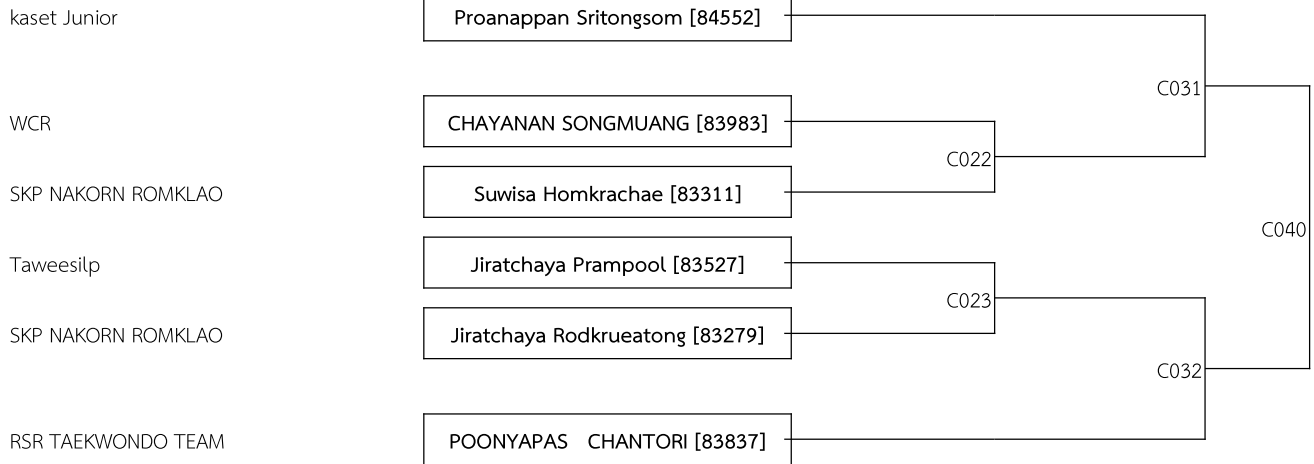 kaset Junior
Proanappan Sritongsom [84552]
C031
WCR
CHAYANAN SONGMUANG [83983]
C022
SKP NAKORN ROMKLAO
Suwisa Homkrachae [83311]
C040
Taweesilp
Jiratchaya Prampool [83527]
C023
SKP NAKORN ROMKLAO
Jiratchaya Rodkrueatong [83279]
C032
RSR TAEKWONDO TEAM
POONYAPAS CHANTORI [83837]